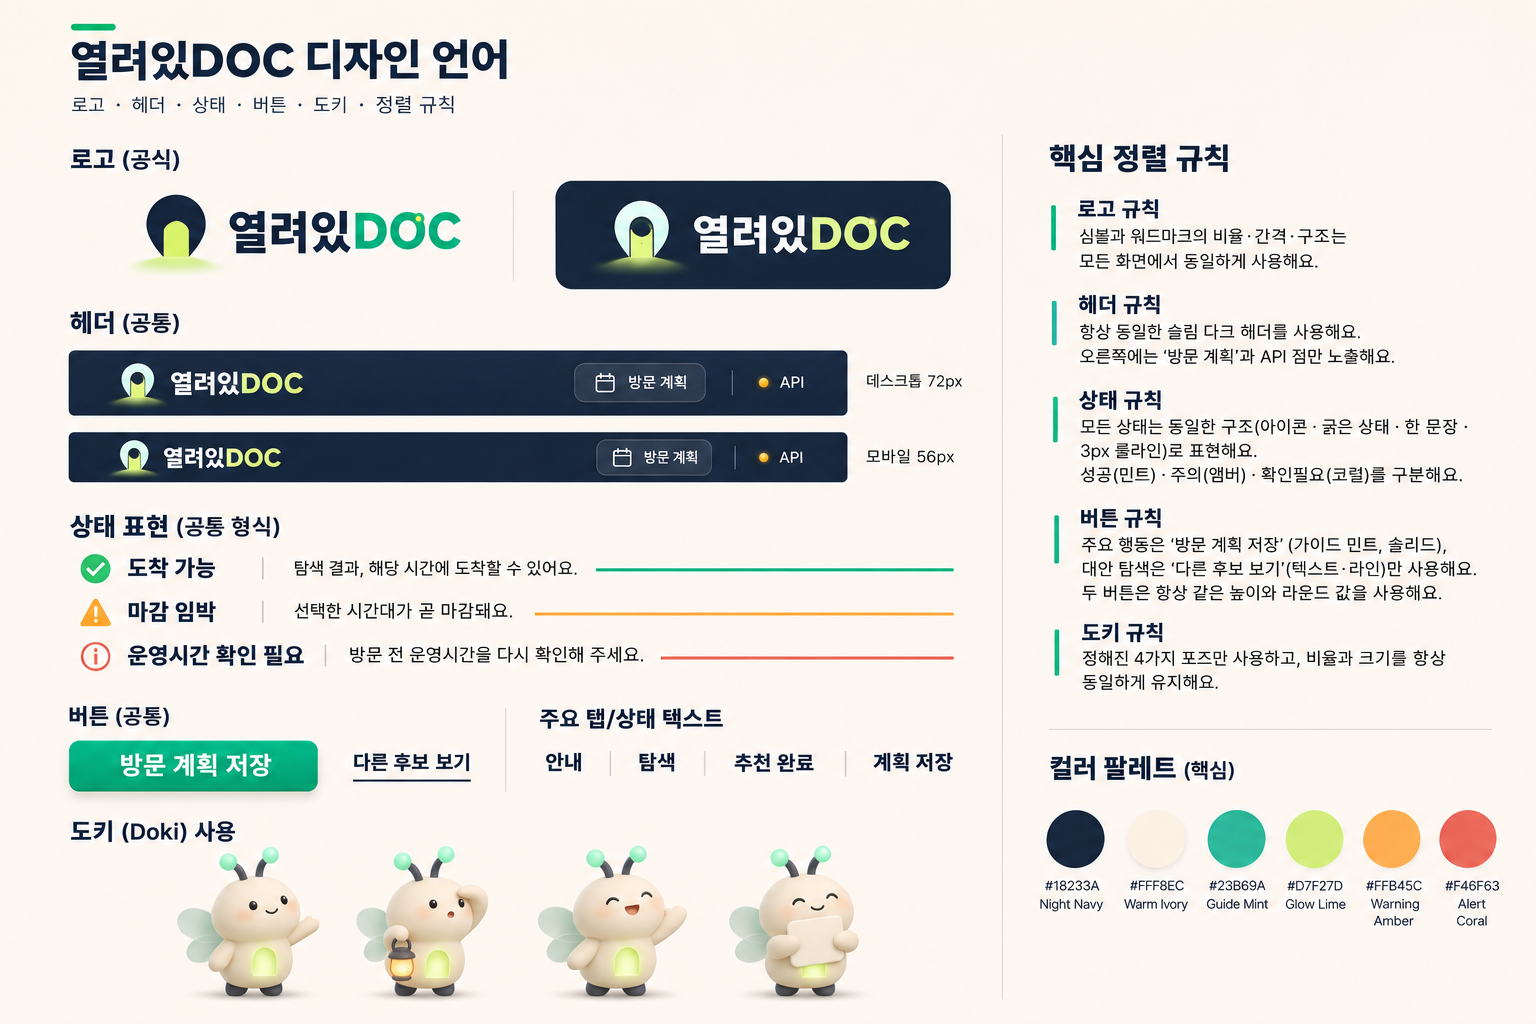 열려있DOC 디자인 언어
로고 · 헤더 · 상태 · 버튼 · 도키 · 정렬 규칙
로고 (공식)
열려있DOC
열려있DOC
헤더 (공통)
열려있DOC
방문 계획
API
데스크톱 72px
열려있DOC
방문 계획
API
모바일 56px
상태 표현 (공통 형식)
도착 가능
탐색 결과, 해당 시간에 도착할 수 있어요.
마감 임박
선택한 시간대가 곧 마감돼요.
운영시간 확인 필요
방문 전 운영시간을 다시 확인해 주세요.
버튼 (공통)
방문 계획 저장
다른 후보 보기
주요 탭/상태 텍스트
안내
탐색
추천 완료
계획 저장
도키 (Doki) 사용
핵심 정렬 규칙
로고 규칙
심볼과 워드마크의 비율·간격·구조는
모든 화면에서 동일하게 사용해요.
헤더 규칙
항상 동일한 슬림 다크 헤더를 사용해요.
오른쪽에는 ‘방문 계획’과 API 점만 노출해요.
상태 규칙
모든 상태는 동일한 구조(아이콘 · 굵은 상태 · 한 문장 ·
3px 룰라인)로 표현해요.
성공(민트) · 주의(앰버) · 확인필요(코럴)를 구분해요.
버튼 규칙
주요 행동은 ‘방문 계획 저장’ (가이드 민트, 솔리드),
대안 탐색은 ‘다른 후보 보기’(텍스트·라인)만 사용해요.
두 버튼은 항상 같은 높이와 라운드 값을 사용해요.
도키 규칙
정해진 4가지 포즈만 사용하고, 비율과 크기를 항상
동일하게 유지해요.
컬러 팔레트 (핵심)
#18233A
Night Navy
#FFF8EC
Warm Ivory
#23B69A
Guide Mint
#D7F27D
Glow Lime
#FFB45C
Warning
Amber
#F46F63
Alert
Coral